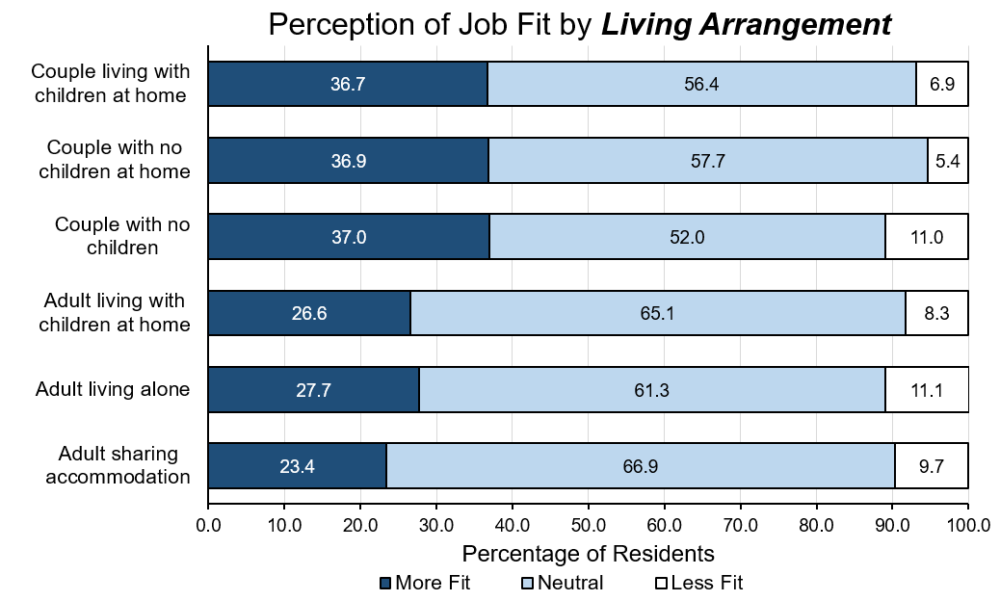 Perception of Job Fit by Living Arrangement
Couple living with
children at home
36.7
56.4
6.9
Couple with no
children at home
36.9
57.7
5.4
Couple with no
children
37.0
52.0
11.0
Adult living with
children at home
26.6
65.1
8.3
Adult living alone
27.7
61.3
11.1
Adult sharing
accommodation
23.4
66.9
9.7
0.0 10.0 20.0 30.0 40.0 50.0 60.0 70.0 80.0 90.0 100.0
Percentage of Residents
More Fit Neutral Less Fit